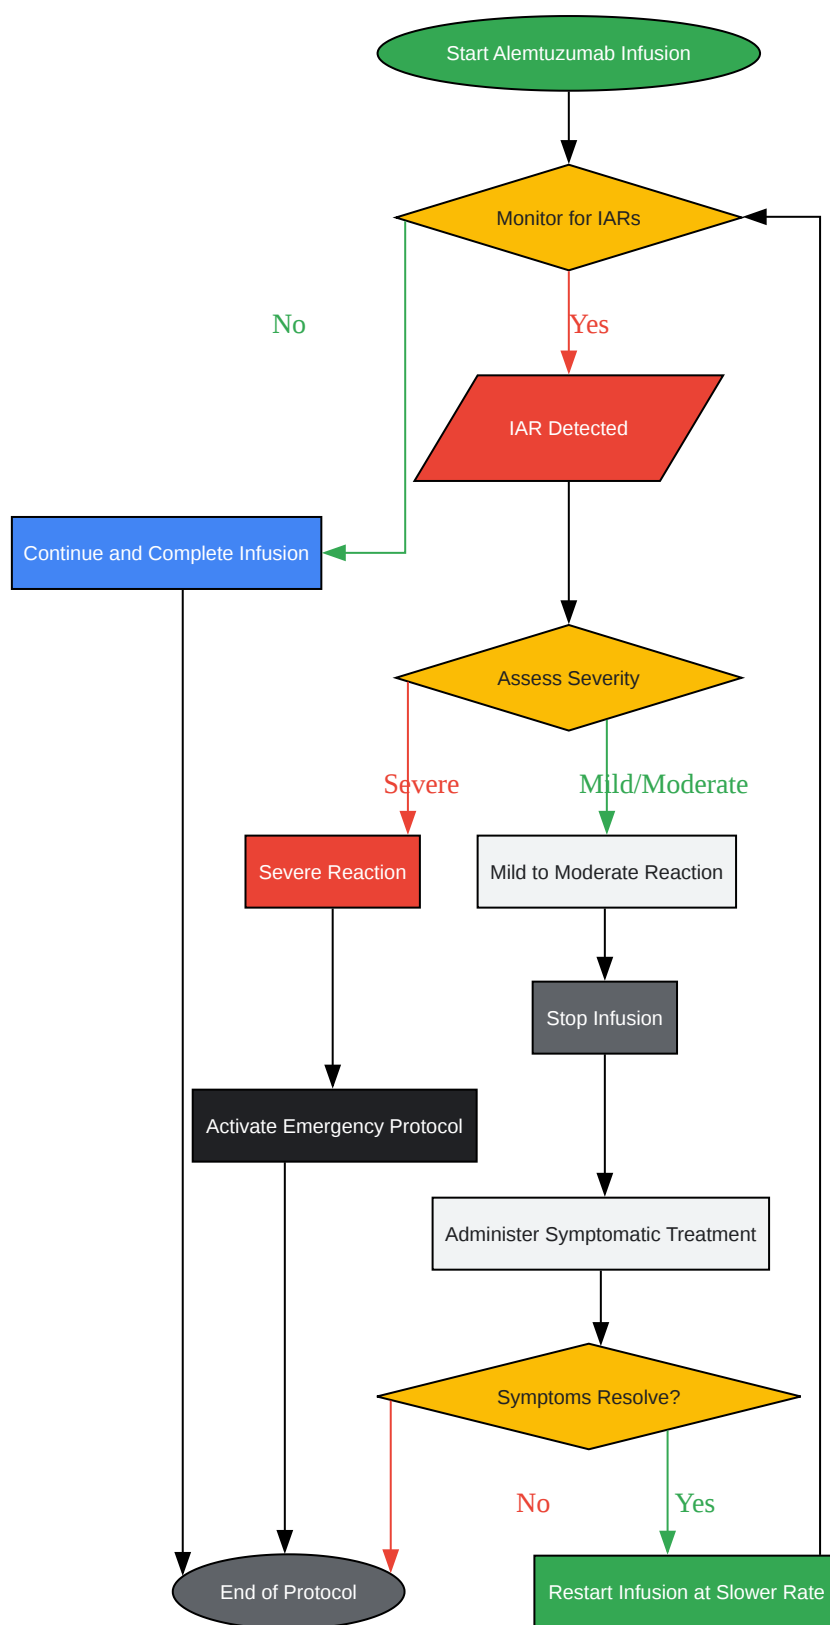 Start Alemtuzumab Infusion
Monitor for IARs
No
Yes
IAR Detected
Continue and Complete Infusion
Assess Severity
Severe
Mild/Moderate
Severe Reaction
Mild to Moderate Reaction
Stop Infusion
Activate Emergency Protocol
Administer Symptomatic Treatment
Symptoms Resolve?
No
Yes
End of Protocol
Restart Infusion at Slower Rate